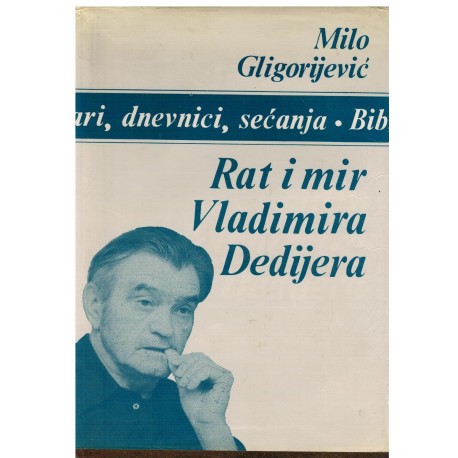 Milo
Gligorijević
ari, dnevnici, sećanja • Bib
Rat i mir
Vladimira
Dedijera